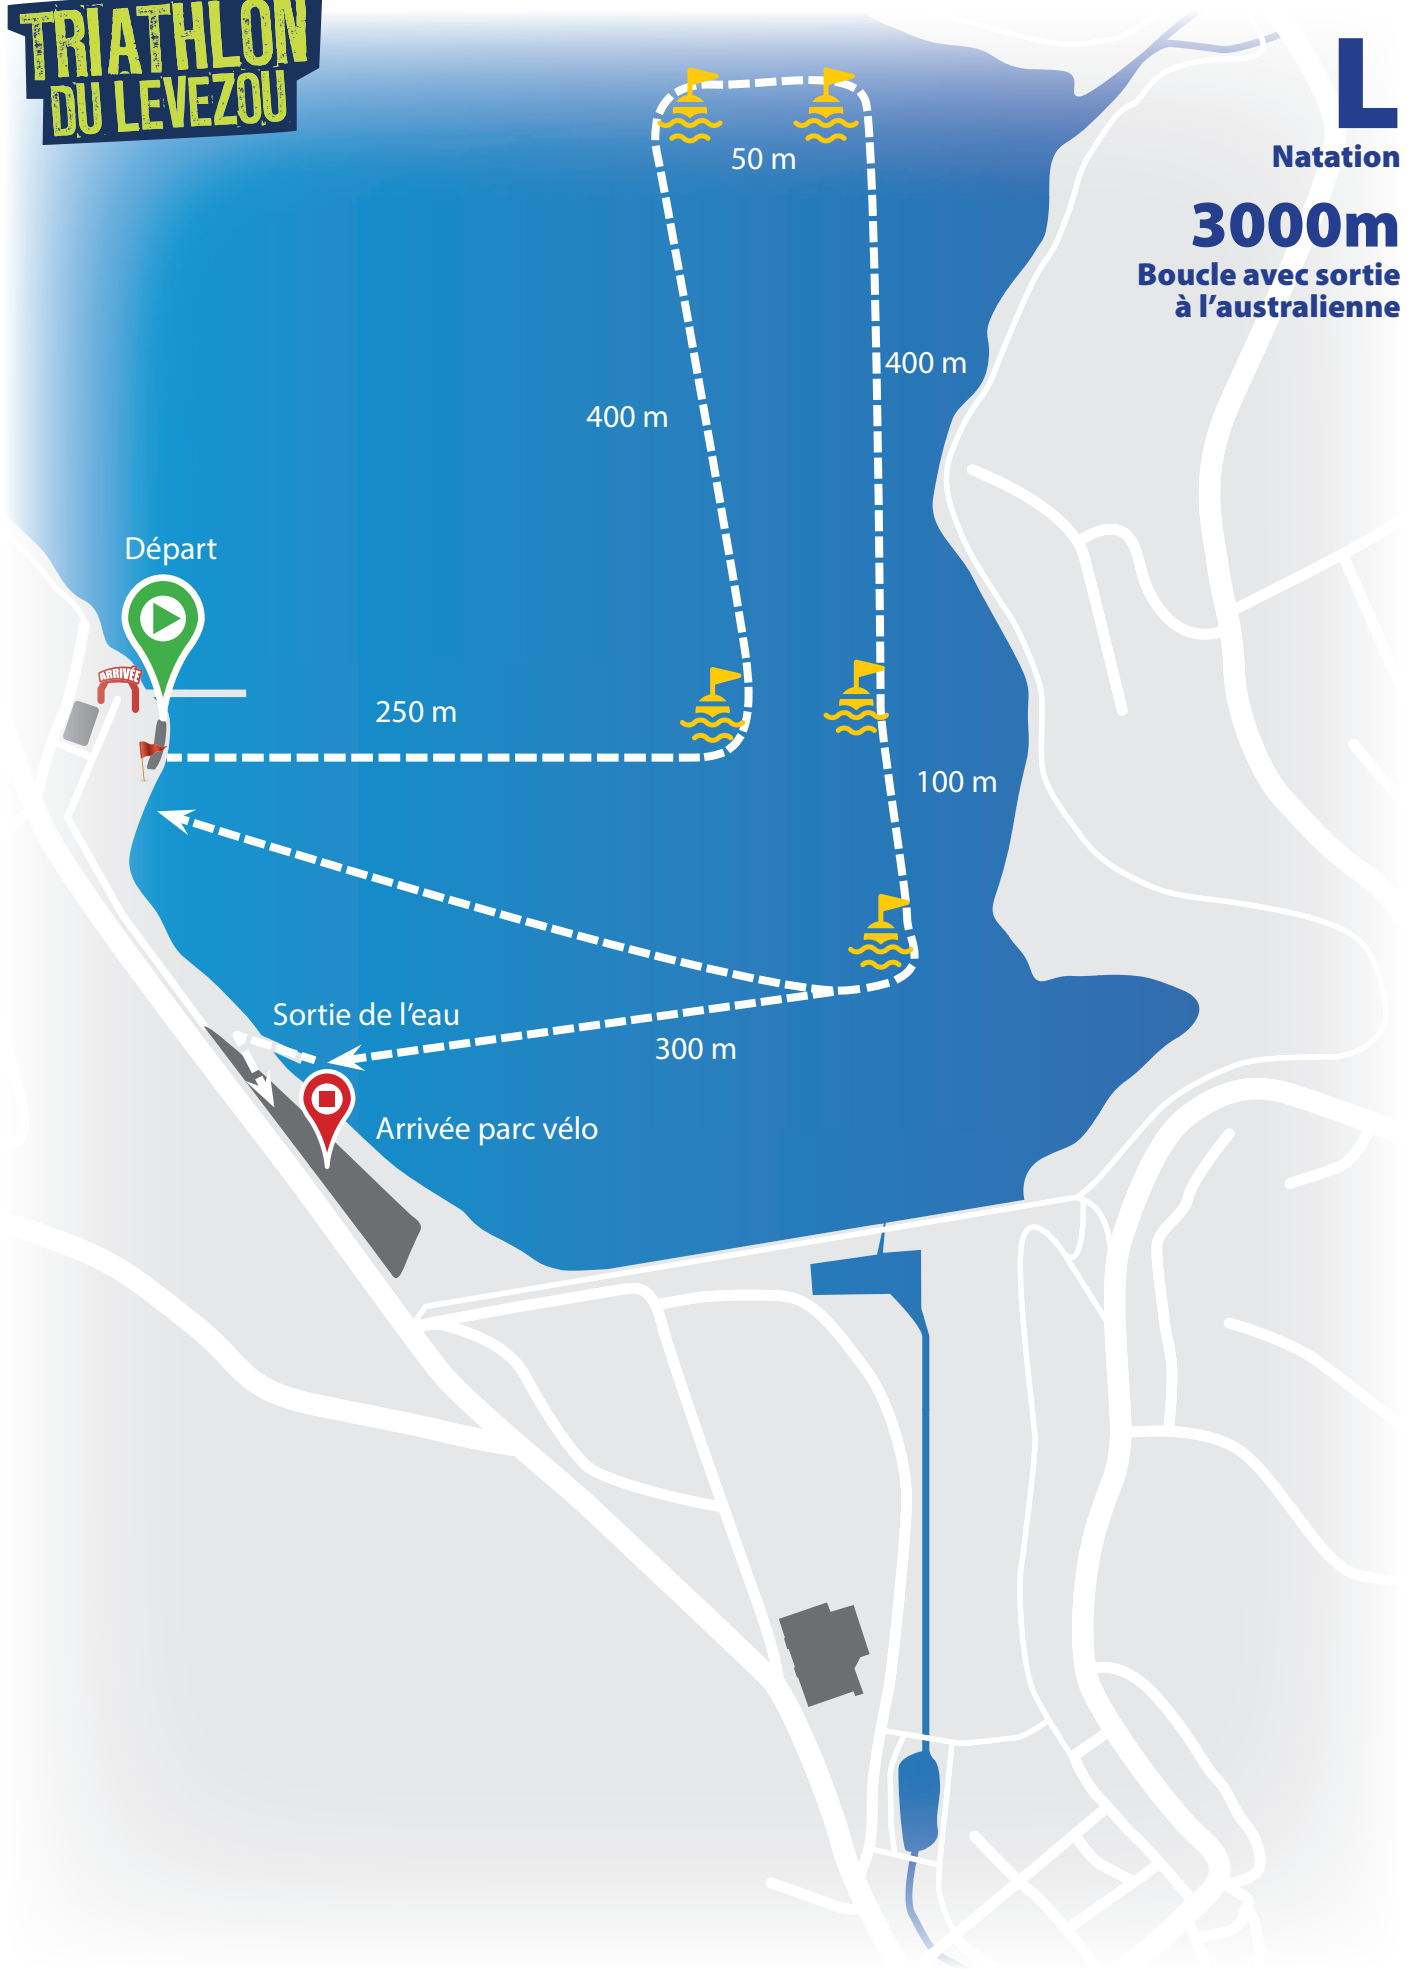 TRIATHLON
DU LÉVEZOU
L
Natation
3000m
Boucle avec sortie
à l'australienne
50 m
400 m
400 m
Départ
ARRIVÉE
250 m
100 m
Sortie de l'eau
300 m
Arrivée parc vélo